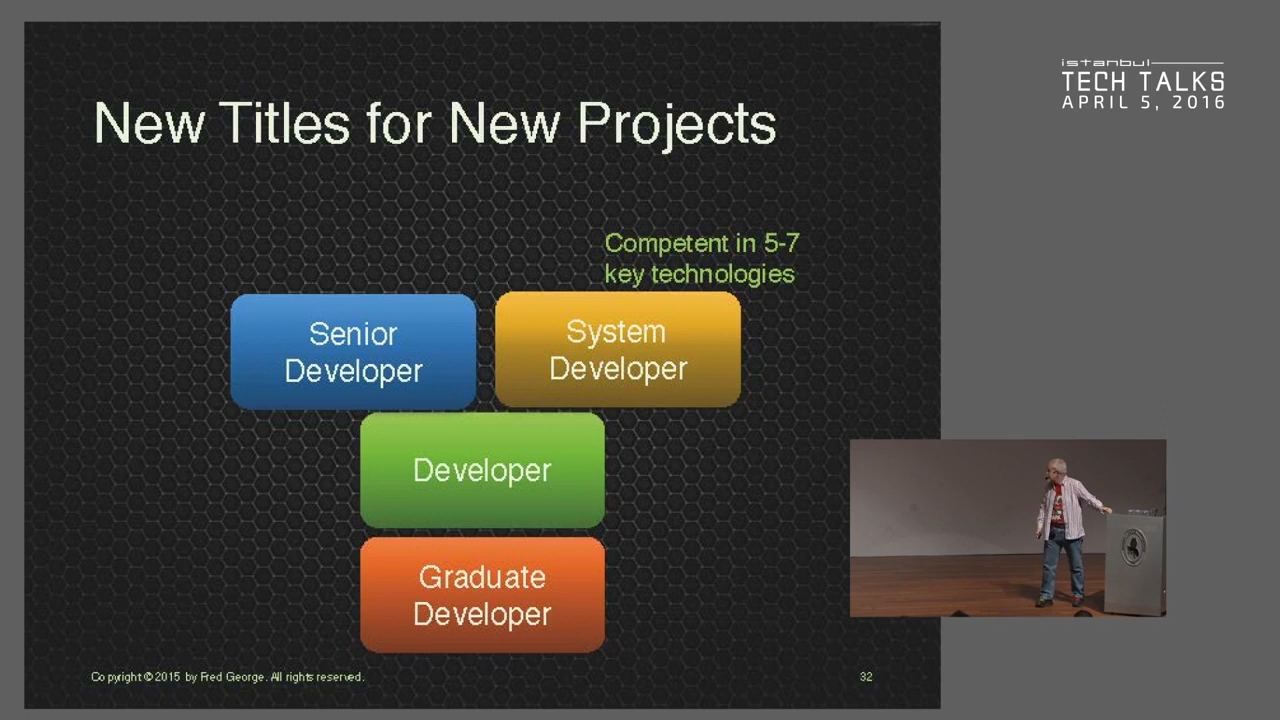 New Titles for New Projects
Competent in 5-7
key technologies
Senior
Developer
System
Developer
Developer
Graduate
Developer
Copyright © 2015 by Fred George. All rights reserved.
32
istanbul
TECH TALKS
APRIL 5, 2016